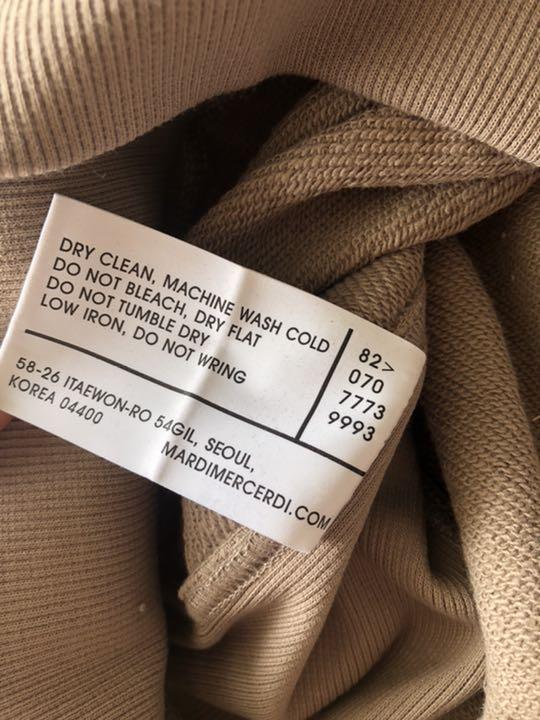 DRY CLEAN, MACHINE WASH COLD
DO NOT BLEACH, DRY FLAT
DO NOT TUMBLE DRY
LOW IRON, DO NOT WRING
82>
070
7773
9993
58-26 ITAEWON-RO 54GIL, SEOUL,
KOREA 04400
MARDIMERCERDI.COM